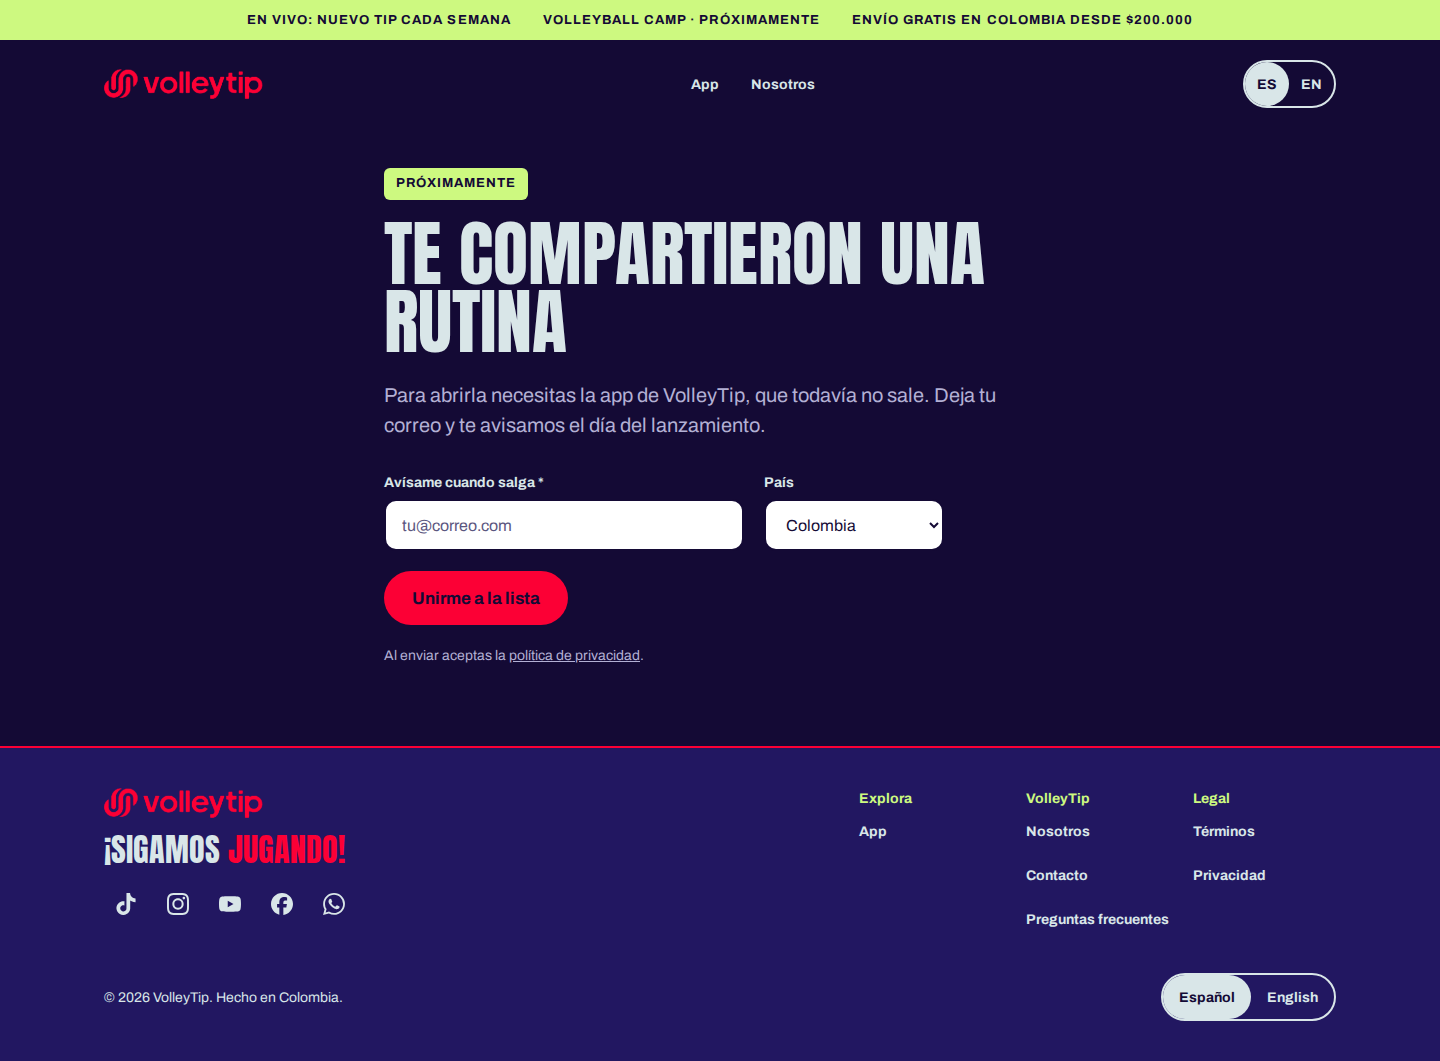 EN VIVO: NUEVO TIP CADA SEMANA VOLLEYBALL CAMP · PRÓXIMAMENTE ENVÍO GRATIS EN COLOMBIA DESDE $200.000
volleytip App Nosotros ES EN
PRÓXIMAMENTE
TE COMPARTIERON UNA
RUTINA
Para abrirla necesitas la app de VolleyTip, que todavía no sale. Deja tu
correo y te avisamos el día del lanzamiento.
Avísame cuando salga * País
tu@correo.com Colombia
Unirme a la lista
Al enviar aceptas la política de privacidad.
volleytip
¡SIGAMOS JUGANDO!
Explora
App
VolleyTip
Nosotros
Contacto
Preguntas frecuentes
Legal
Términos
Privacidad
© 2026 VolleyTip. Hecho en Colombia. Español English